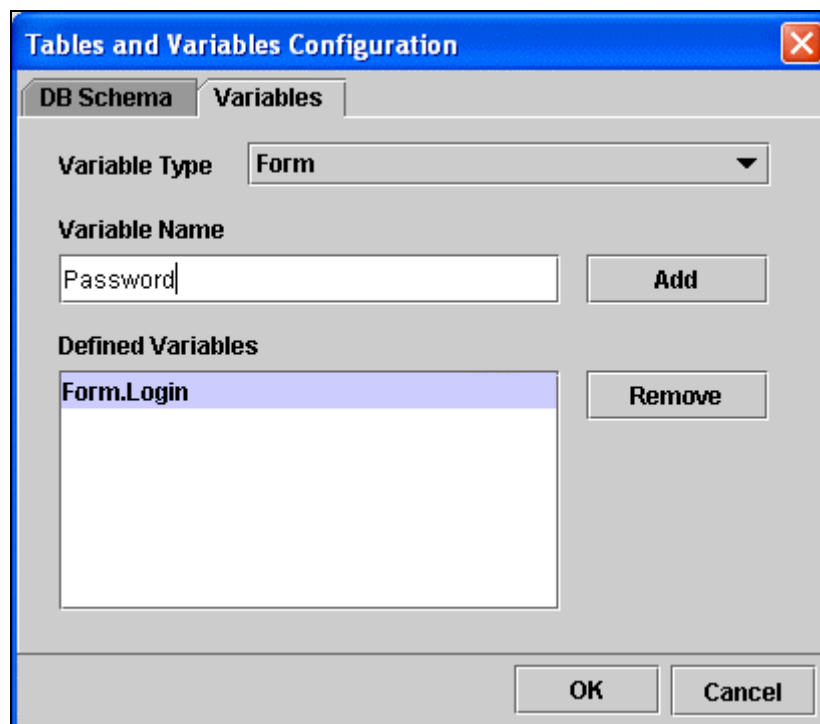 Tables and Variables Configuration
DB Schema Variables
Variable Type Form
Variable Name
Password Add
Defined Variables
Form.Login Remove
OK Cancel